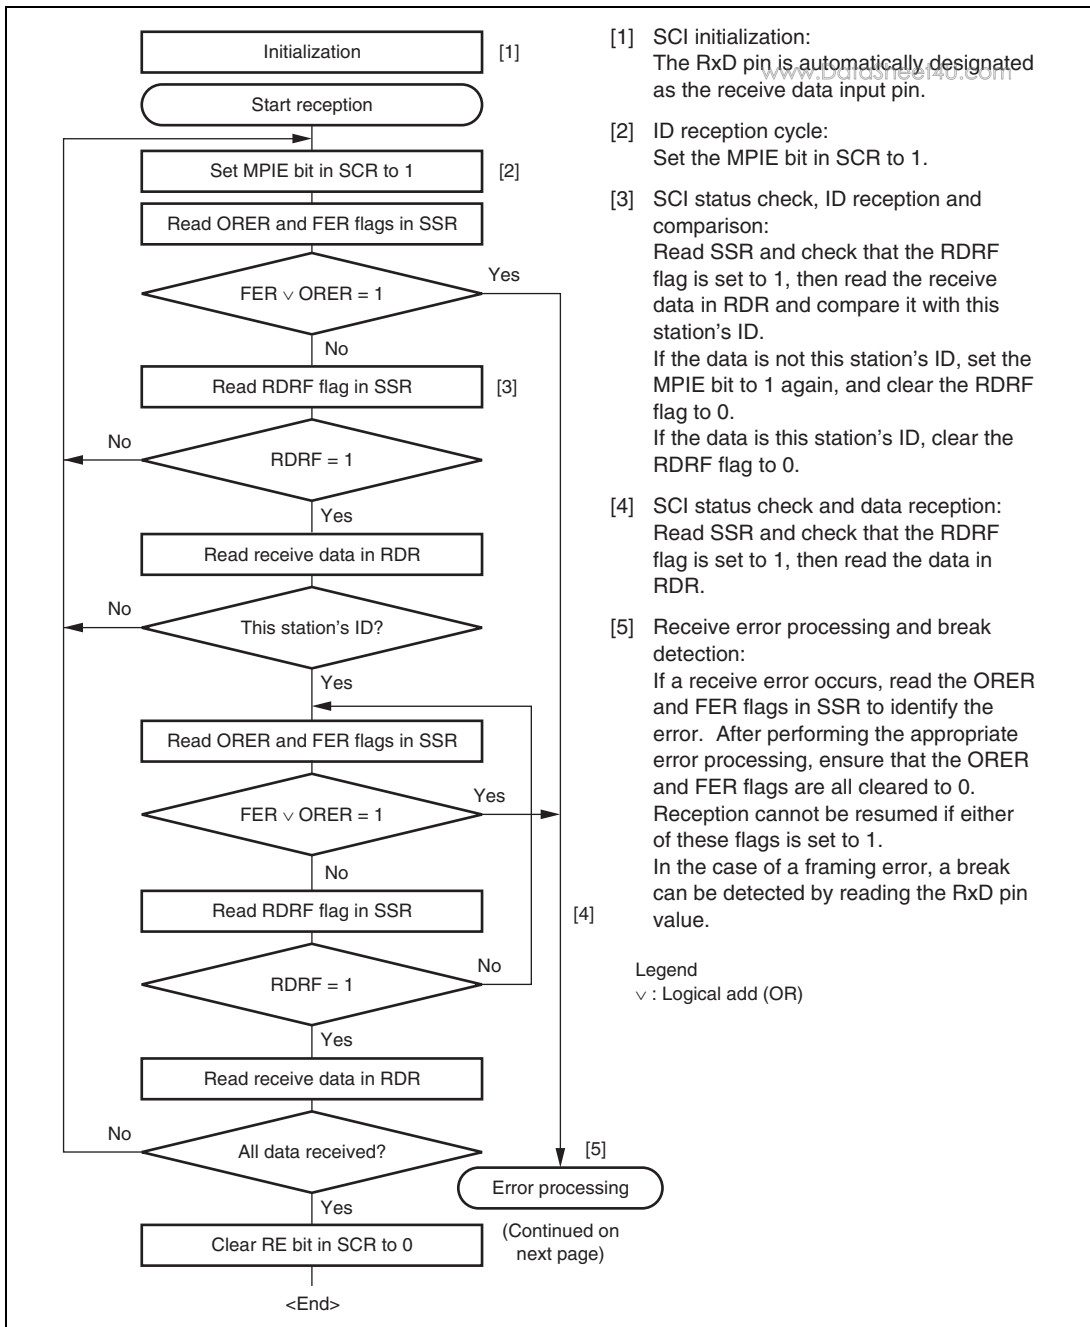 Initialization
[1]
Start reception
Set MPIE bit in SCR to 1
[2]
Read ORER and FER flags in SSR
FER ∨ ORER = 1
Yes
No
Read RDRF flag in SSR
[3]
No
RDRF = 1
Yes
Read receive data in RDR
No
This station's ID?
Yes
Read ORER and FER flags in SSR
FER ∨ ORER = 1
Yes
No
Read RDRF flag in SSR
[4]
RDRF = 1
No
Yes
Read receive data in RDR
No
All data received?
[5]
Error processing
Yes
(Continued on
next page)
Clear RE bit in SCR to 0
<End>
[1] SCI initialization:
The RxD pin is automatically designated
www.DataSheet4U.com
as the receive data input pin.
[2] ID reception cycle:
Set the MPIE bit in SCR to 1.
[3] SCI status check, ID reception and
comparison:
Read SSR and check that the RDRF
flag is set to 1, then read the receive
data in RDR and compare it with this
station's ID.
If the data is not this station's ID, set the
MPIE bit to 1 again, and clear the RDRF
flag to 0.
If the data is this station's ID, clear the
RDRF flag to 0.
[4] SCI status check and data reception:
Read SSR and check that the RDRF
flag is set to 1, then read the data in
RDR.
[5] Receive error processing and break
detection:
If a receive error occurs, read the ORER
and FER flags in SSR to identify the
error. After performing the appropriate
error processing, ensure that the ORER
and FER flags are all cleared to 0.
Reception cannot be resumed if either
of these flags is set to 1.
In the case of a framing error, a break
can be detected by reading the RxD pin
value.
Legend
∨ : Logical add (OR)